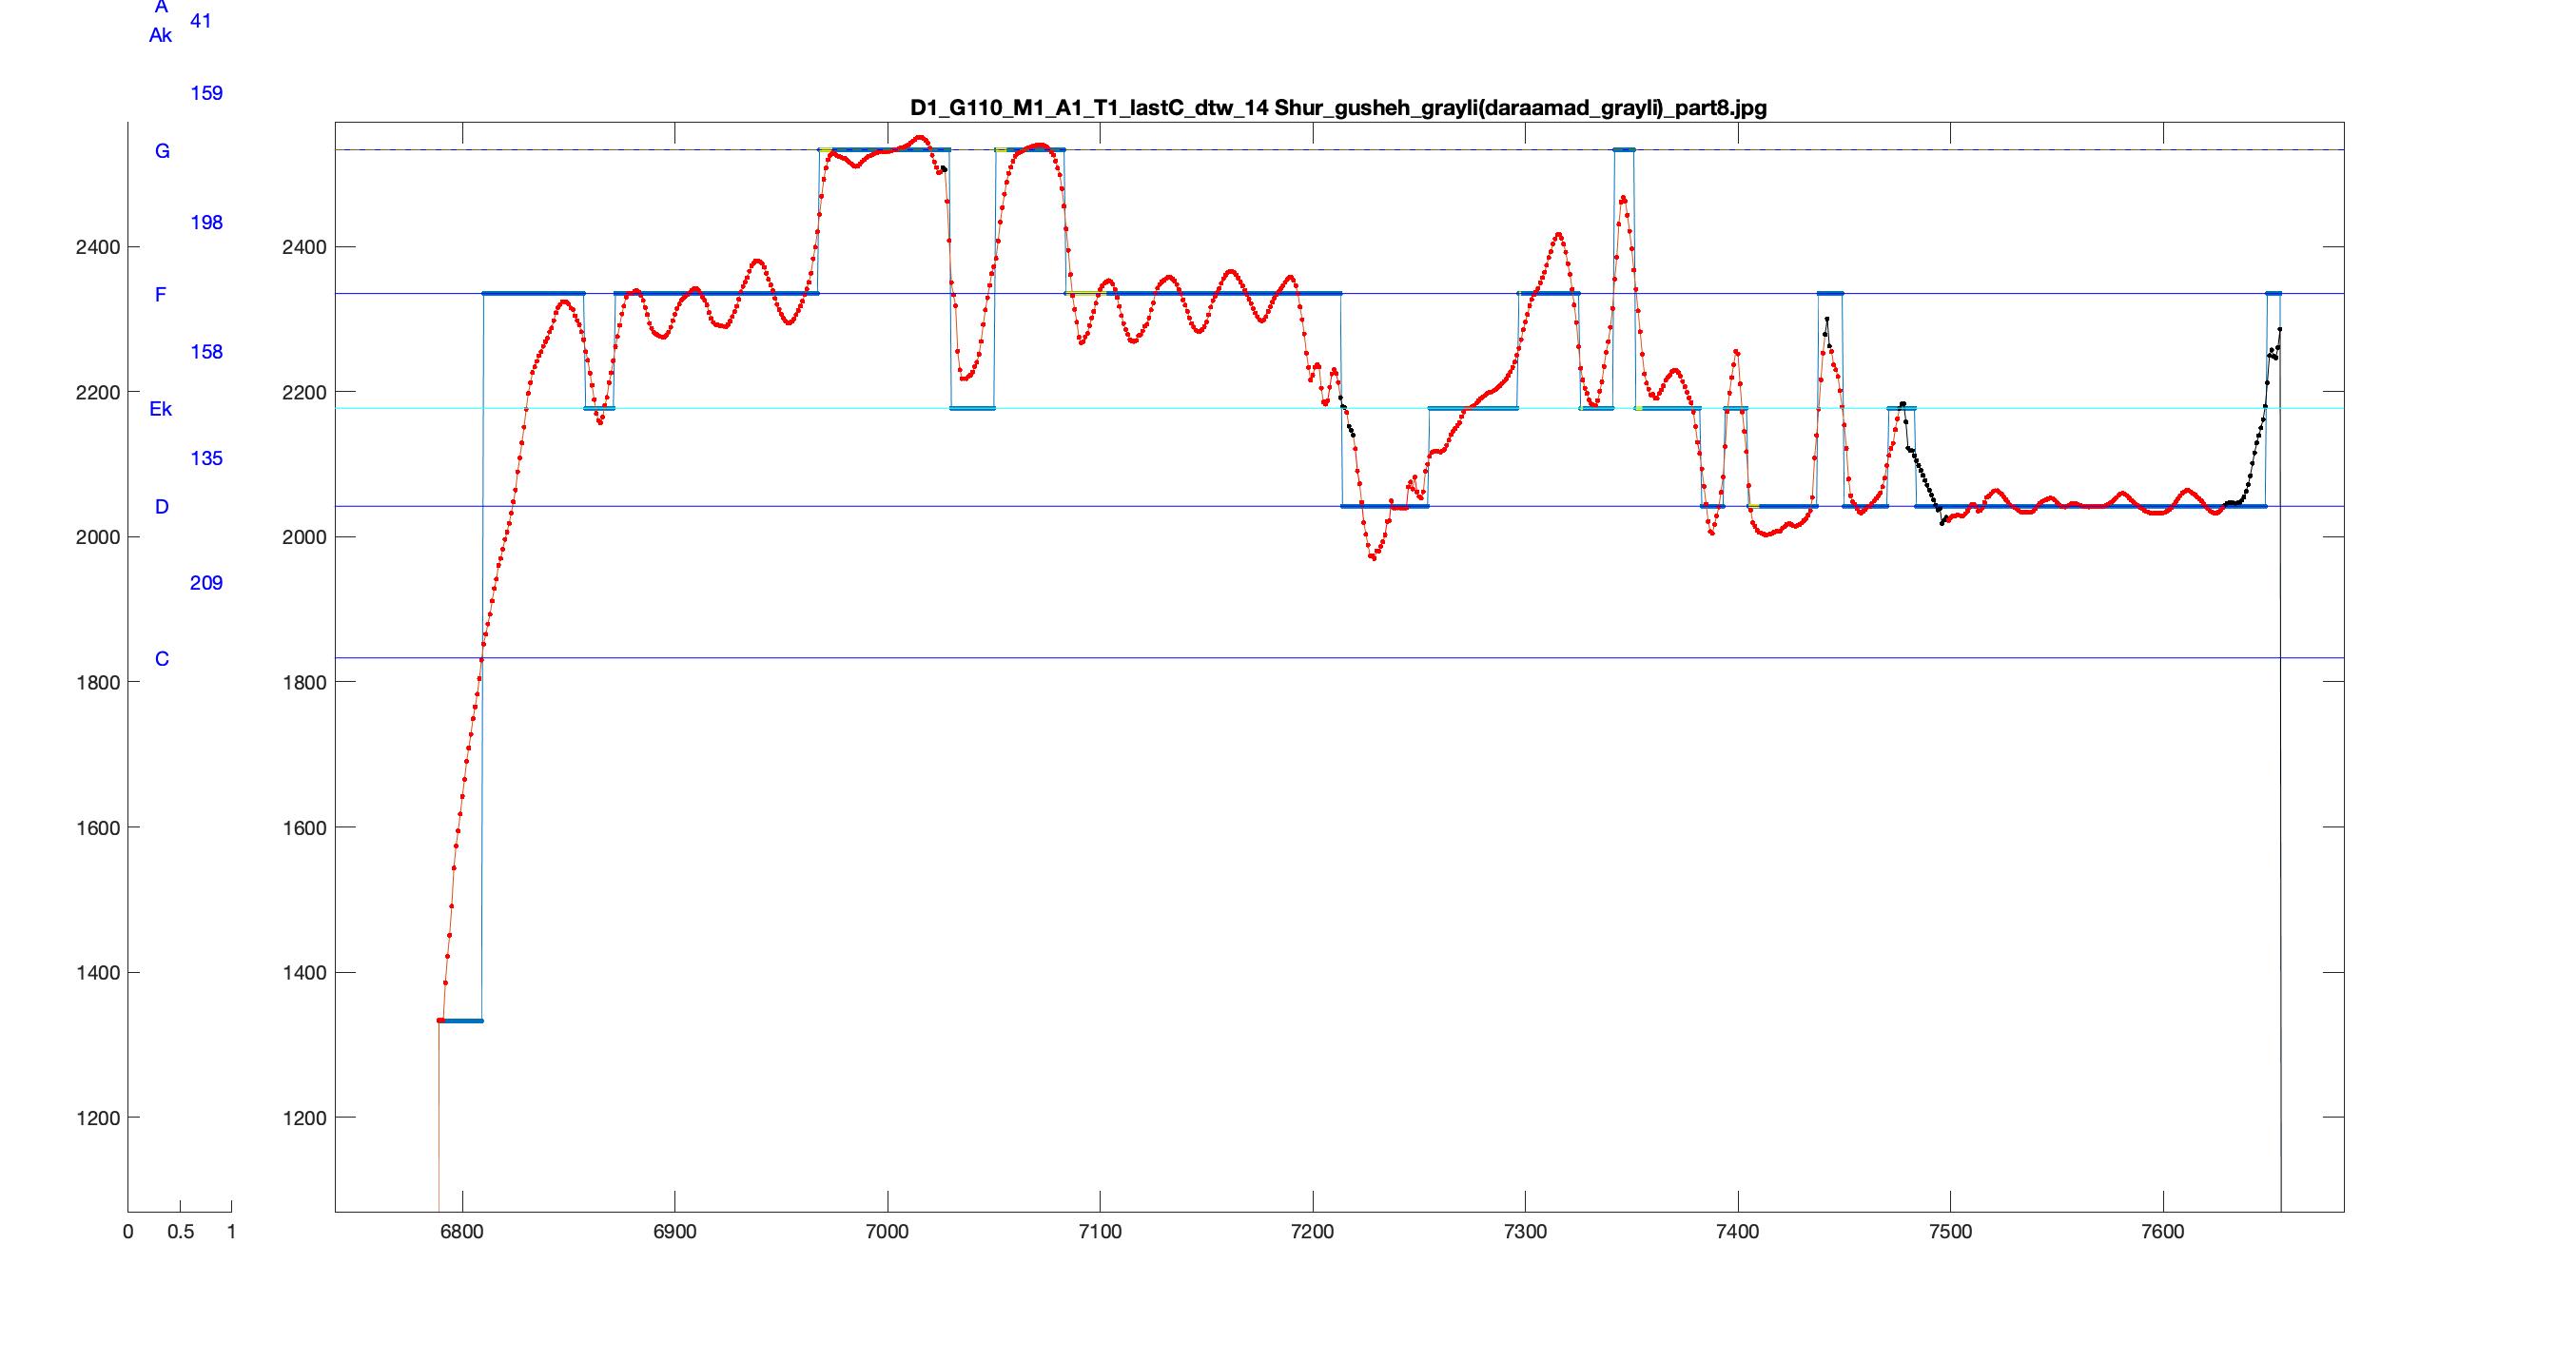 A
41
Ak
159
D1_G110_M1_A1_T1_lastC_dtw_14 Shur_gusheh_grayli(daraamad_grayli)_part8.jpg
G
198
2400 2400
F
158
2200 2200
Ek
135
D
2000 2000
209
C
1800 1800
1600 1600
1400 1400
1200 1200
0 0.5 1 6800 6900 7000 7100 7200 7300 7400 7500 7600